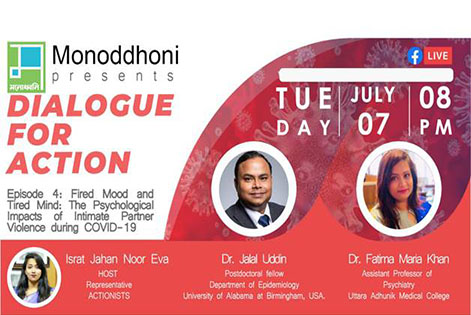 Monoddhoni
presents
DIALOGUE
FOR
ACTION
Episode 4: Fired Mood and
Tired Mind: The Psychological
Impacts of Intimate Partner
Violence during COVID-19
LIVE
TUE
DAY
JULY
07
08
PM
Israt Jahan Noor Eva
HOST
Representative
ACTIONISTS
Dr. Jalal Uddin
Postdoctoral fellow
Department of Epidemiology
University of Alabama at Birmingham, USA.
Dr. Fatima Maria Khan
Assistant Professor of
Psychiatry
Uttara Adhunik Medical College